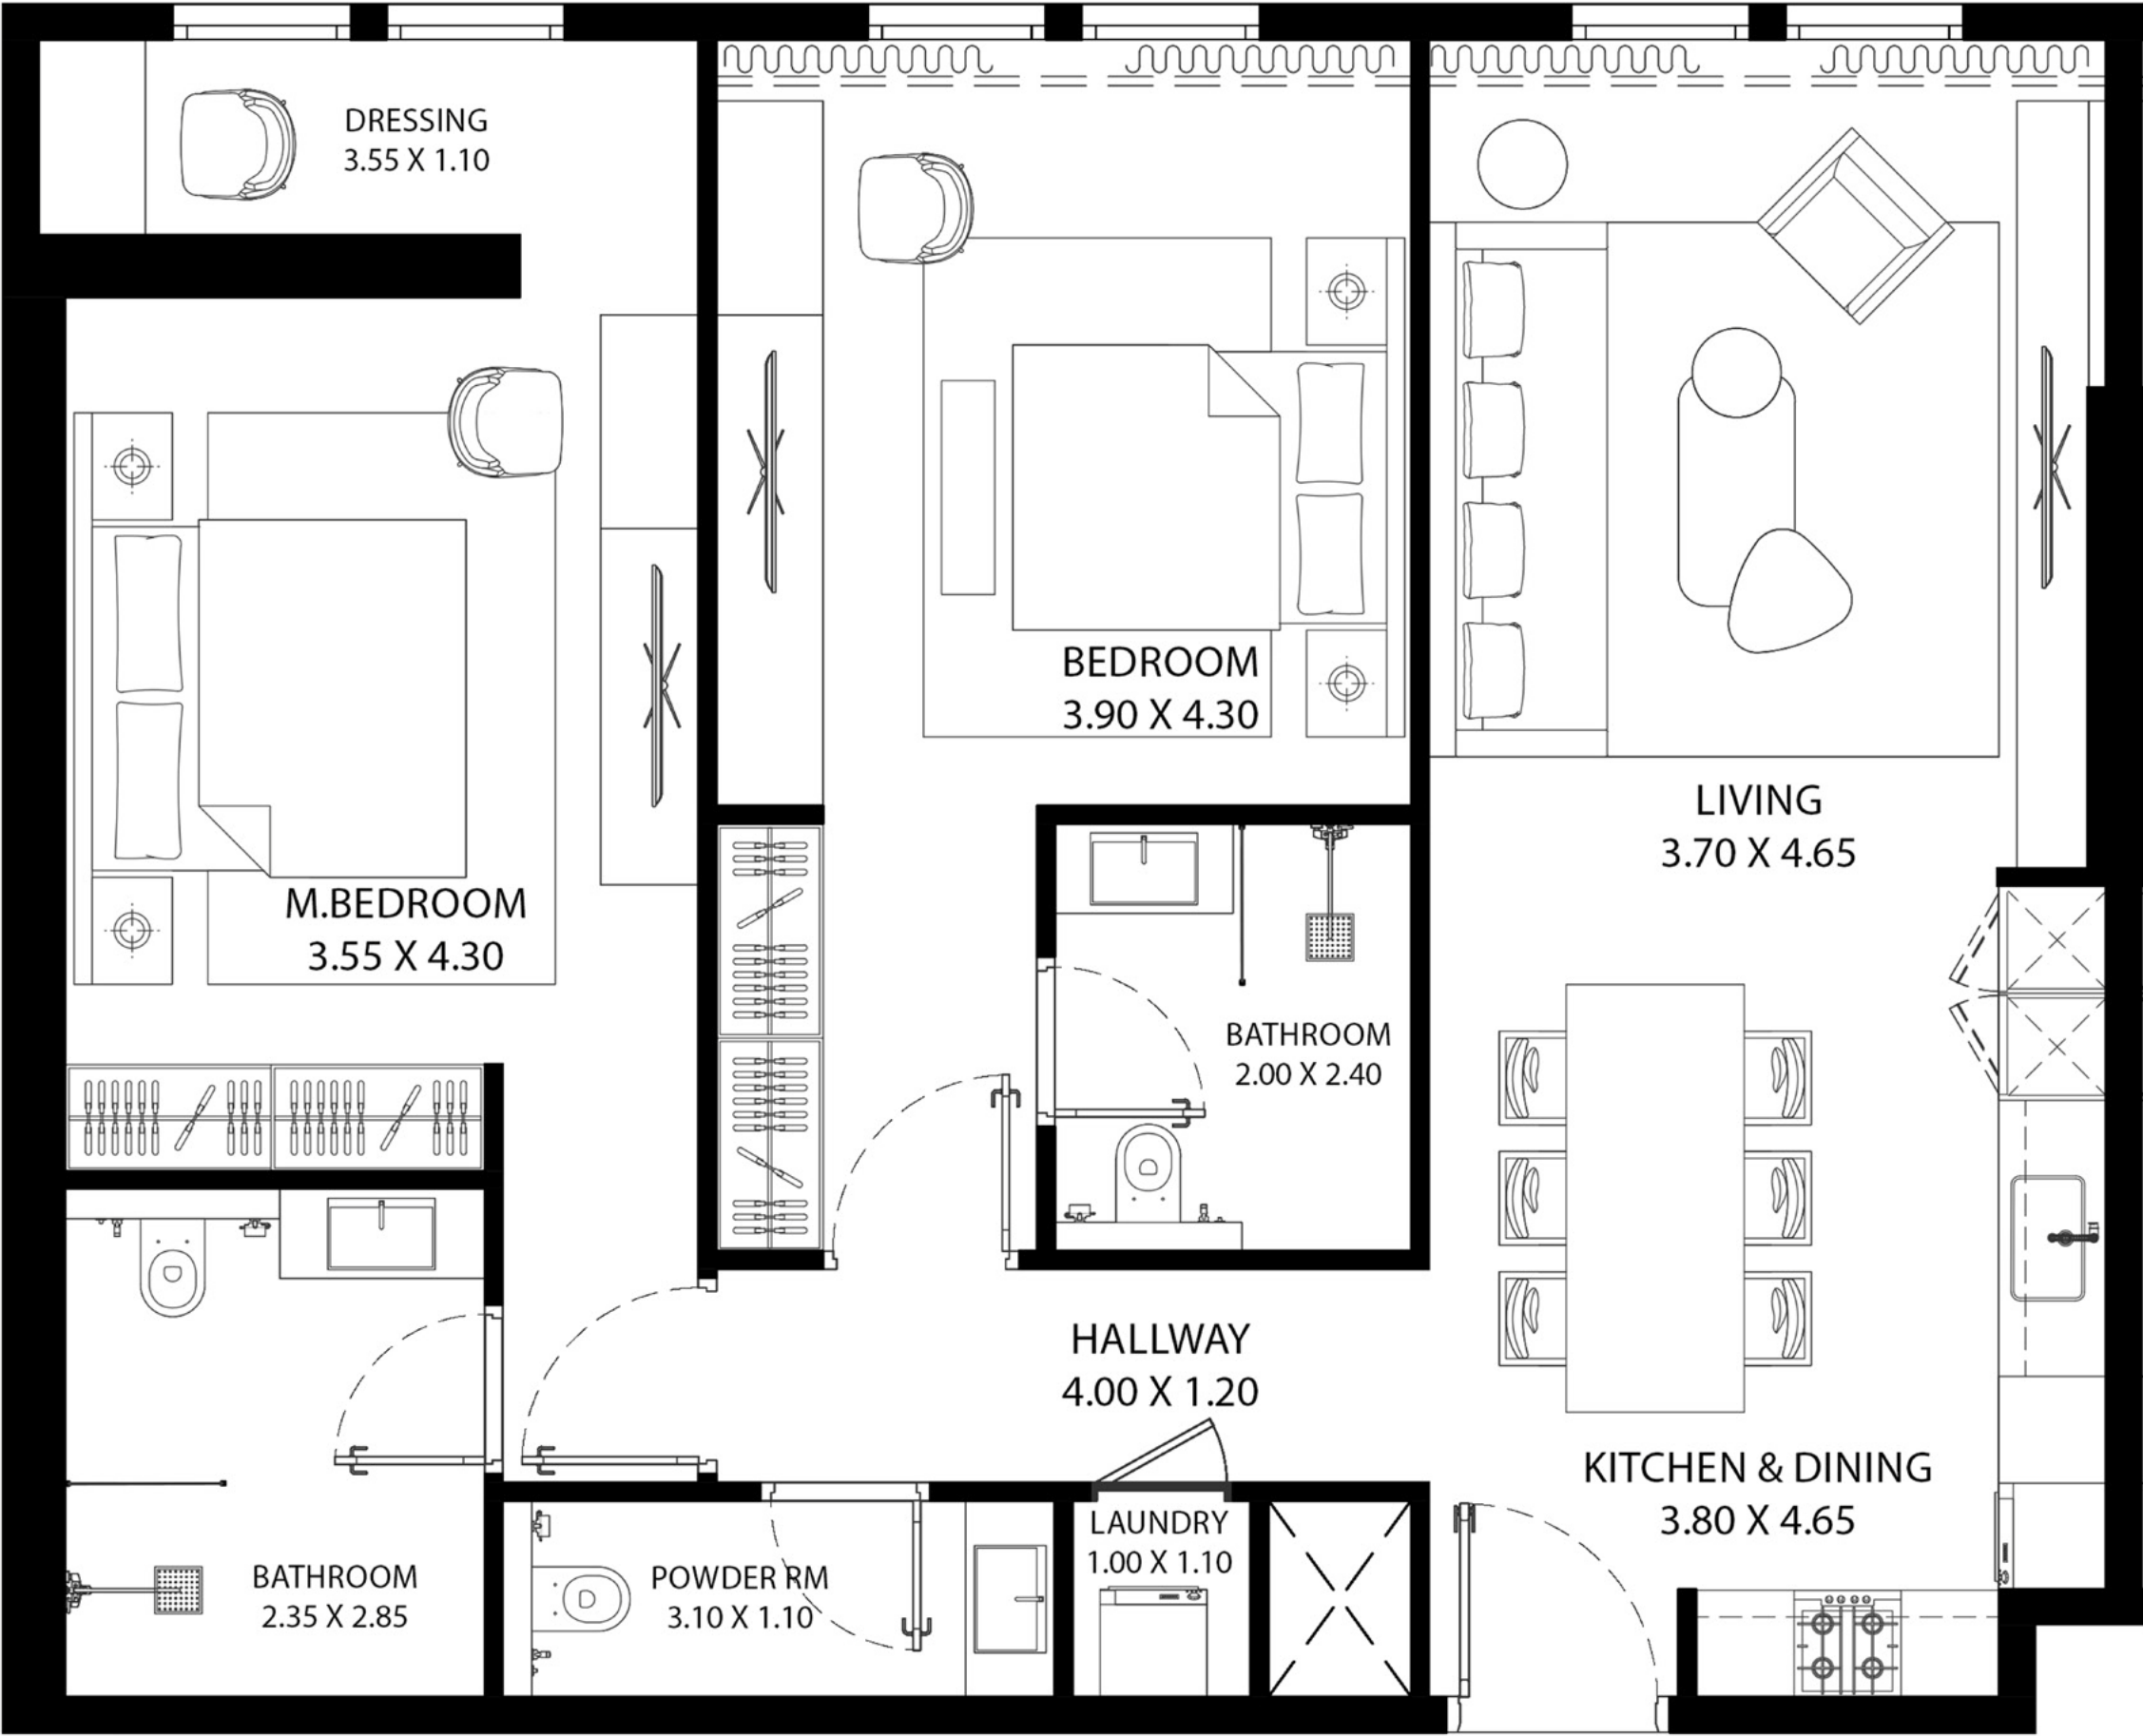 DRESSING
3.55 X 1.10
BEDROOM
3.90 X 4.30
LIVING
3.70 X 4.65
M.BEDROOM
3.55 X 4.30
BATHROOM
2.00 X 2.40
HALLWAY
4.00 X 1.20
KITCHEN & DINING
3.80 X 4.65
LAUNDRY
1.00 X 1.10
BATHROOM
2.35 X 2.85
POWDER RM
3.10 X 1.10